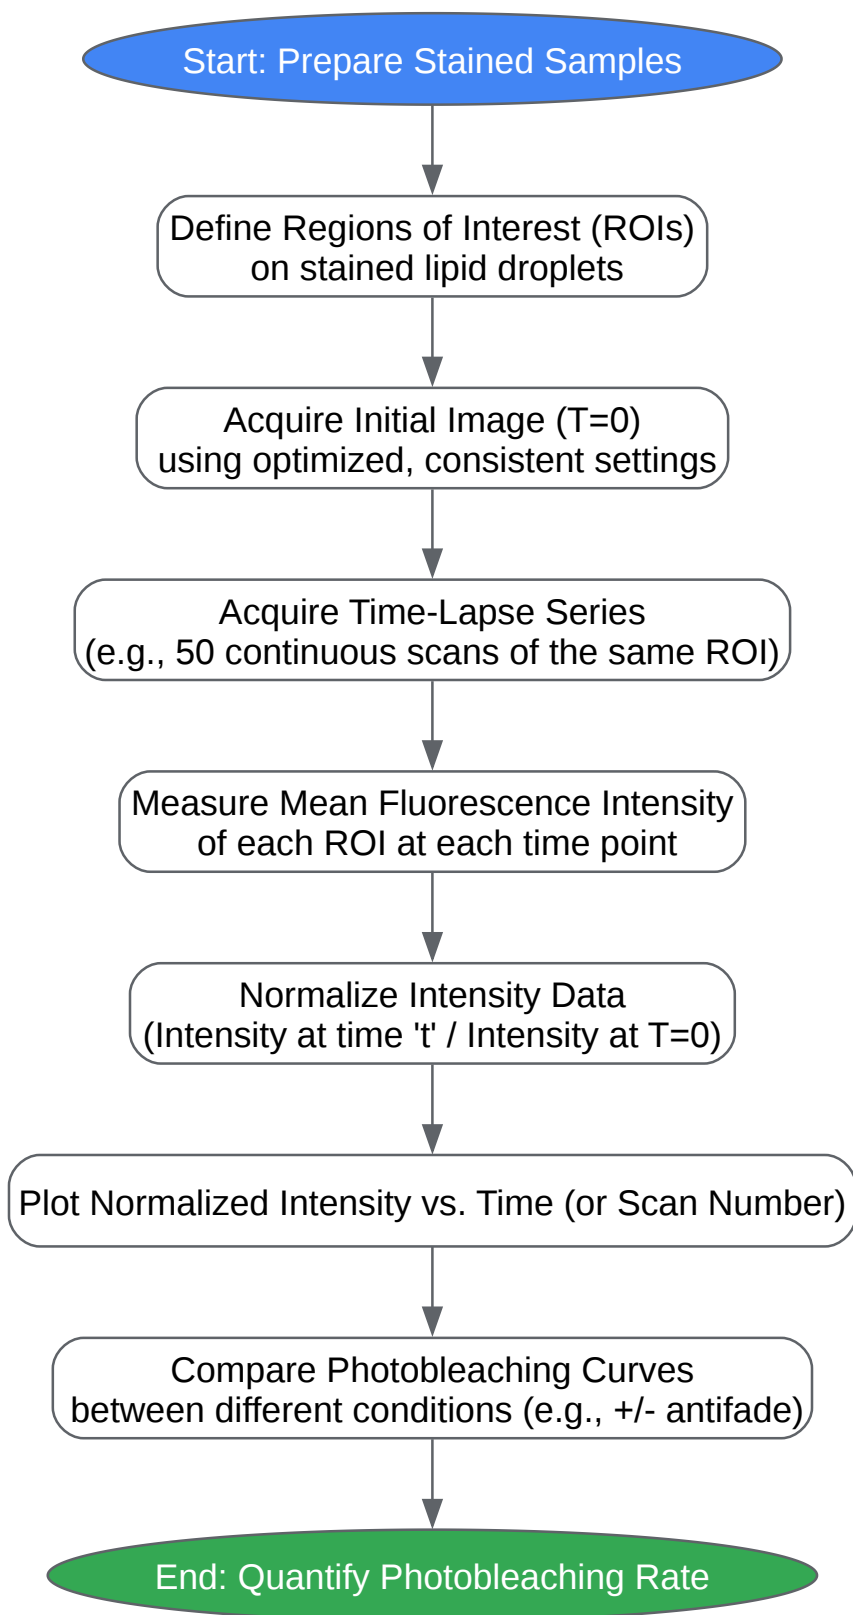 Start: Prepare Stained Samples
Define Regions of Interest (ROIs)
on stained lipid droplets
Acquire Initial Image (T=0)
using optimized, consistent settings
Acquire Time-Lapse Series
(e.g., 50 continuous scans of the same ROI)
Measure Mean Fluorescence Intensity
of each ROI at each time point
Normalize Intensity Data
(Intensity at time 't' / Intensity at T=0)
Plot Normalized Intensity vs. Time (or Scan Number)
Compare Photobleaching Curves
between different conditions (e.g., +/- antifade)
End: Quantify Photobleaching Rate